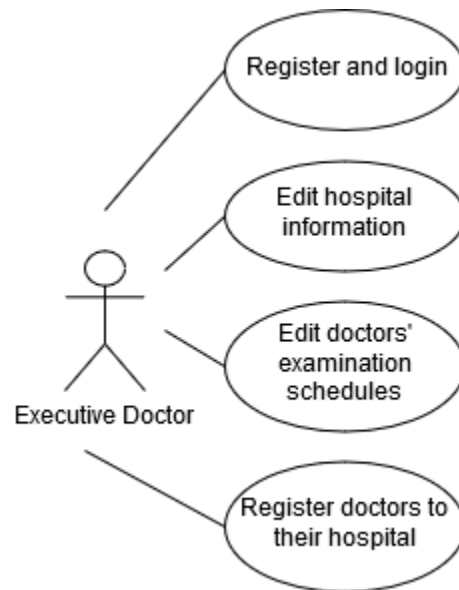 Register and login
Edit hospital
information
Edit doctors'
examination
schedules
Executive Doctor
Register doctors to
their hospital